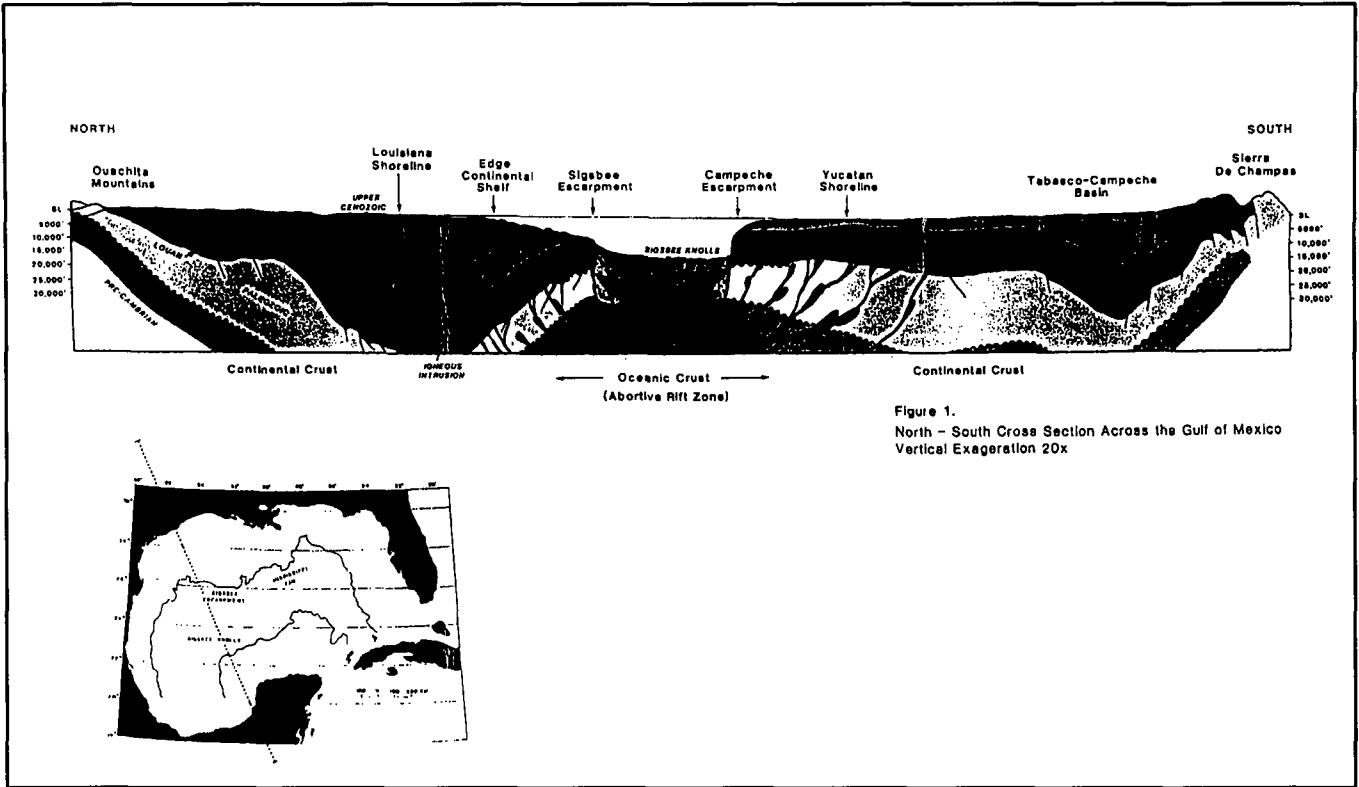 NORTH
SOUTH
Ouachita
Mountains
Louisiana
Shoreline
Edge
Continental
Shelf
Sigsbee
Escarpment
Campeche
Escarpment
Yucatan
Shoreline
Tabasco-Campeche
Basin
Sierra
De Champas
UPPER
CENOZOIC
SL
5000'
10,000'
15,000'
20,000'
25,000'
30,000'
LOUANN
PRE-CAMBRIAN
SIGSBEE KNOLLS
SL
5000'
10,000'
15,000'
20,000'
25,000'
30,000'
Continental Crust
IGNEOUS
INTRUSION
Oceanic Crust
(Abortive Rift Zone)
Continental Crust
Figure 1.
North - South Cross Section Across the Gulf of Mexico
Vertical Exageration 20x
MISSISSIPPI
FAN
SIGSBEE
ESCARPMENT
SIGSBEE KNOLLS